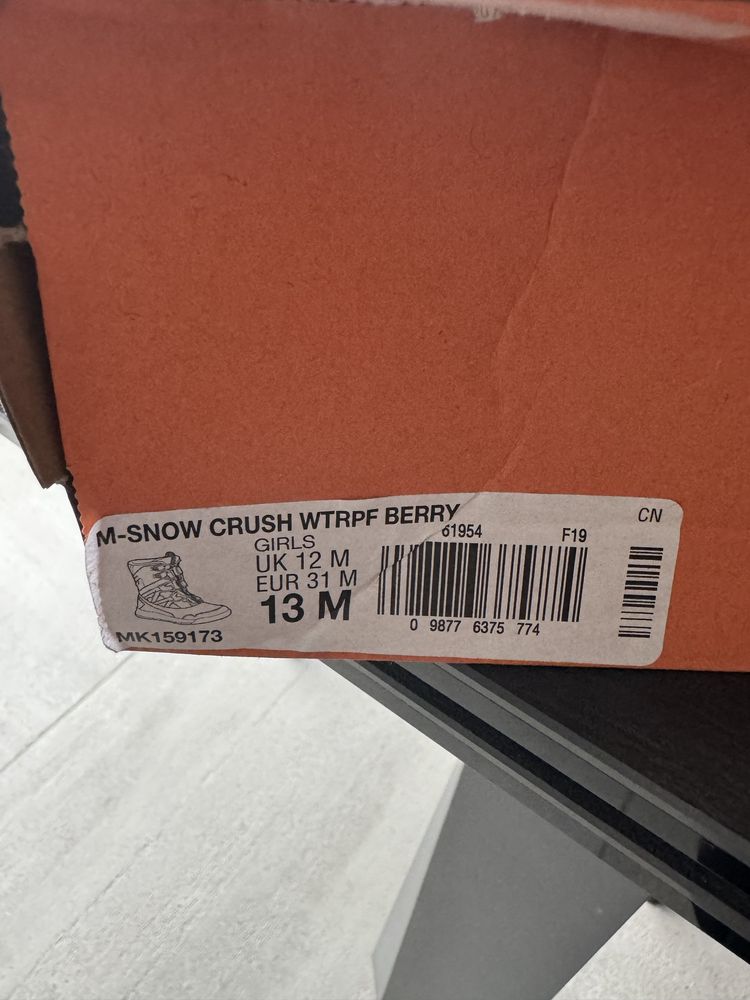 M-SNOW CRUSH WTRPF BERRY
GIRLS
UK 12 M
EUR 31 M
13 M
MK159173
61954
F19
CN
0 9877 6375 774